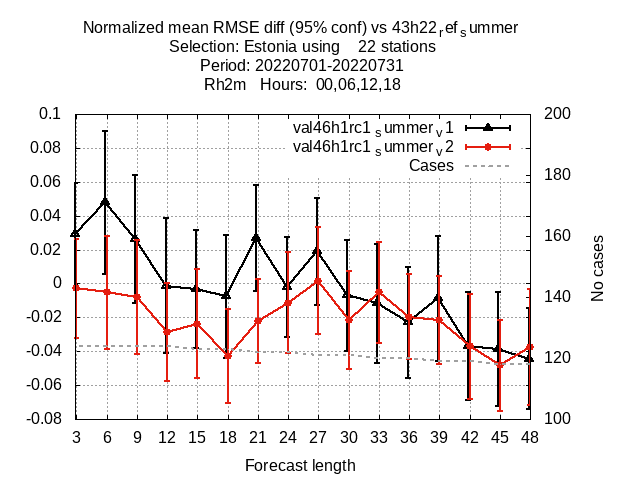 Normalized mean RMSE diff (95% conf) vs 43h22refsummer
Selection: Estonia using 22 stations
Period: 20220701-20220731
Rh2m Hours: 00,06,12,18
val46h1rc1summerv1
val46h1rc1summerv2
Cases
0.1
0.08
0.06
0.04
0.02
0
-0.02
-0.04
-0.06
-0.08
200
180
160
140
120
100
No cases
3 6 9 12 15 18 21 24 27 30 33 36 39 42 45 48
Forecast length